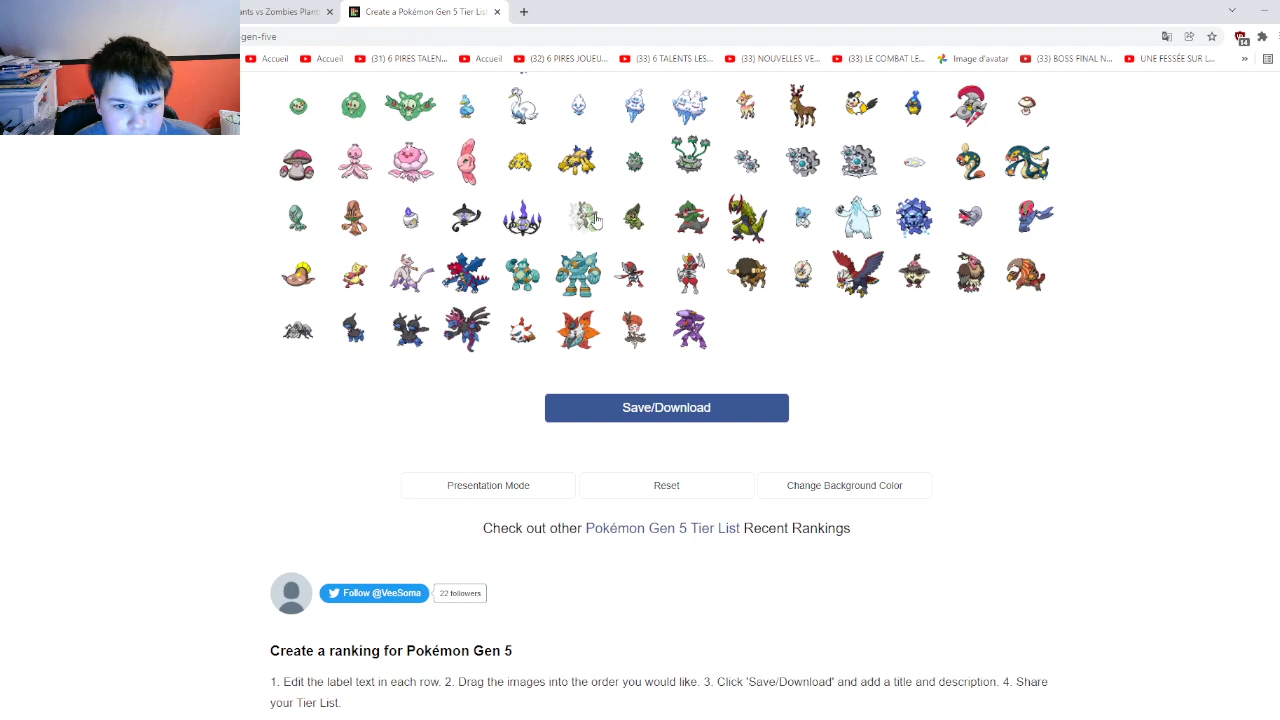 ants vs Zombies Plant
Create a Pokémon Gen 5 Tier List
gen-five
14
Accueil
Accueil
(31) 6 PIRES TALEN...
Accueil
(32) 6 PIRES JOUEU...
(33) 6 TALENTS LES...
(33) NOUVELLES VE...
(33) LE COMBAT LE...
Image d'avatar
(33) BOSS FINAL N...
UNE FESSÉE SUR L...
Save/Download
Presentation Mode
Reset
Change Background Color
Check out other Pokémon Gen 5 Tier List Recent Rankings
Follow @VeeSoma
22 followers
Create a ranking for Pokémon Gen 5
1. Edit the label text in each row. 2. Drag the images into the order you would like. 3. Click 'Save/Download' and add a title and description. 4. Share
your Tier List.